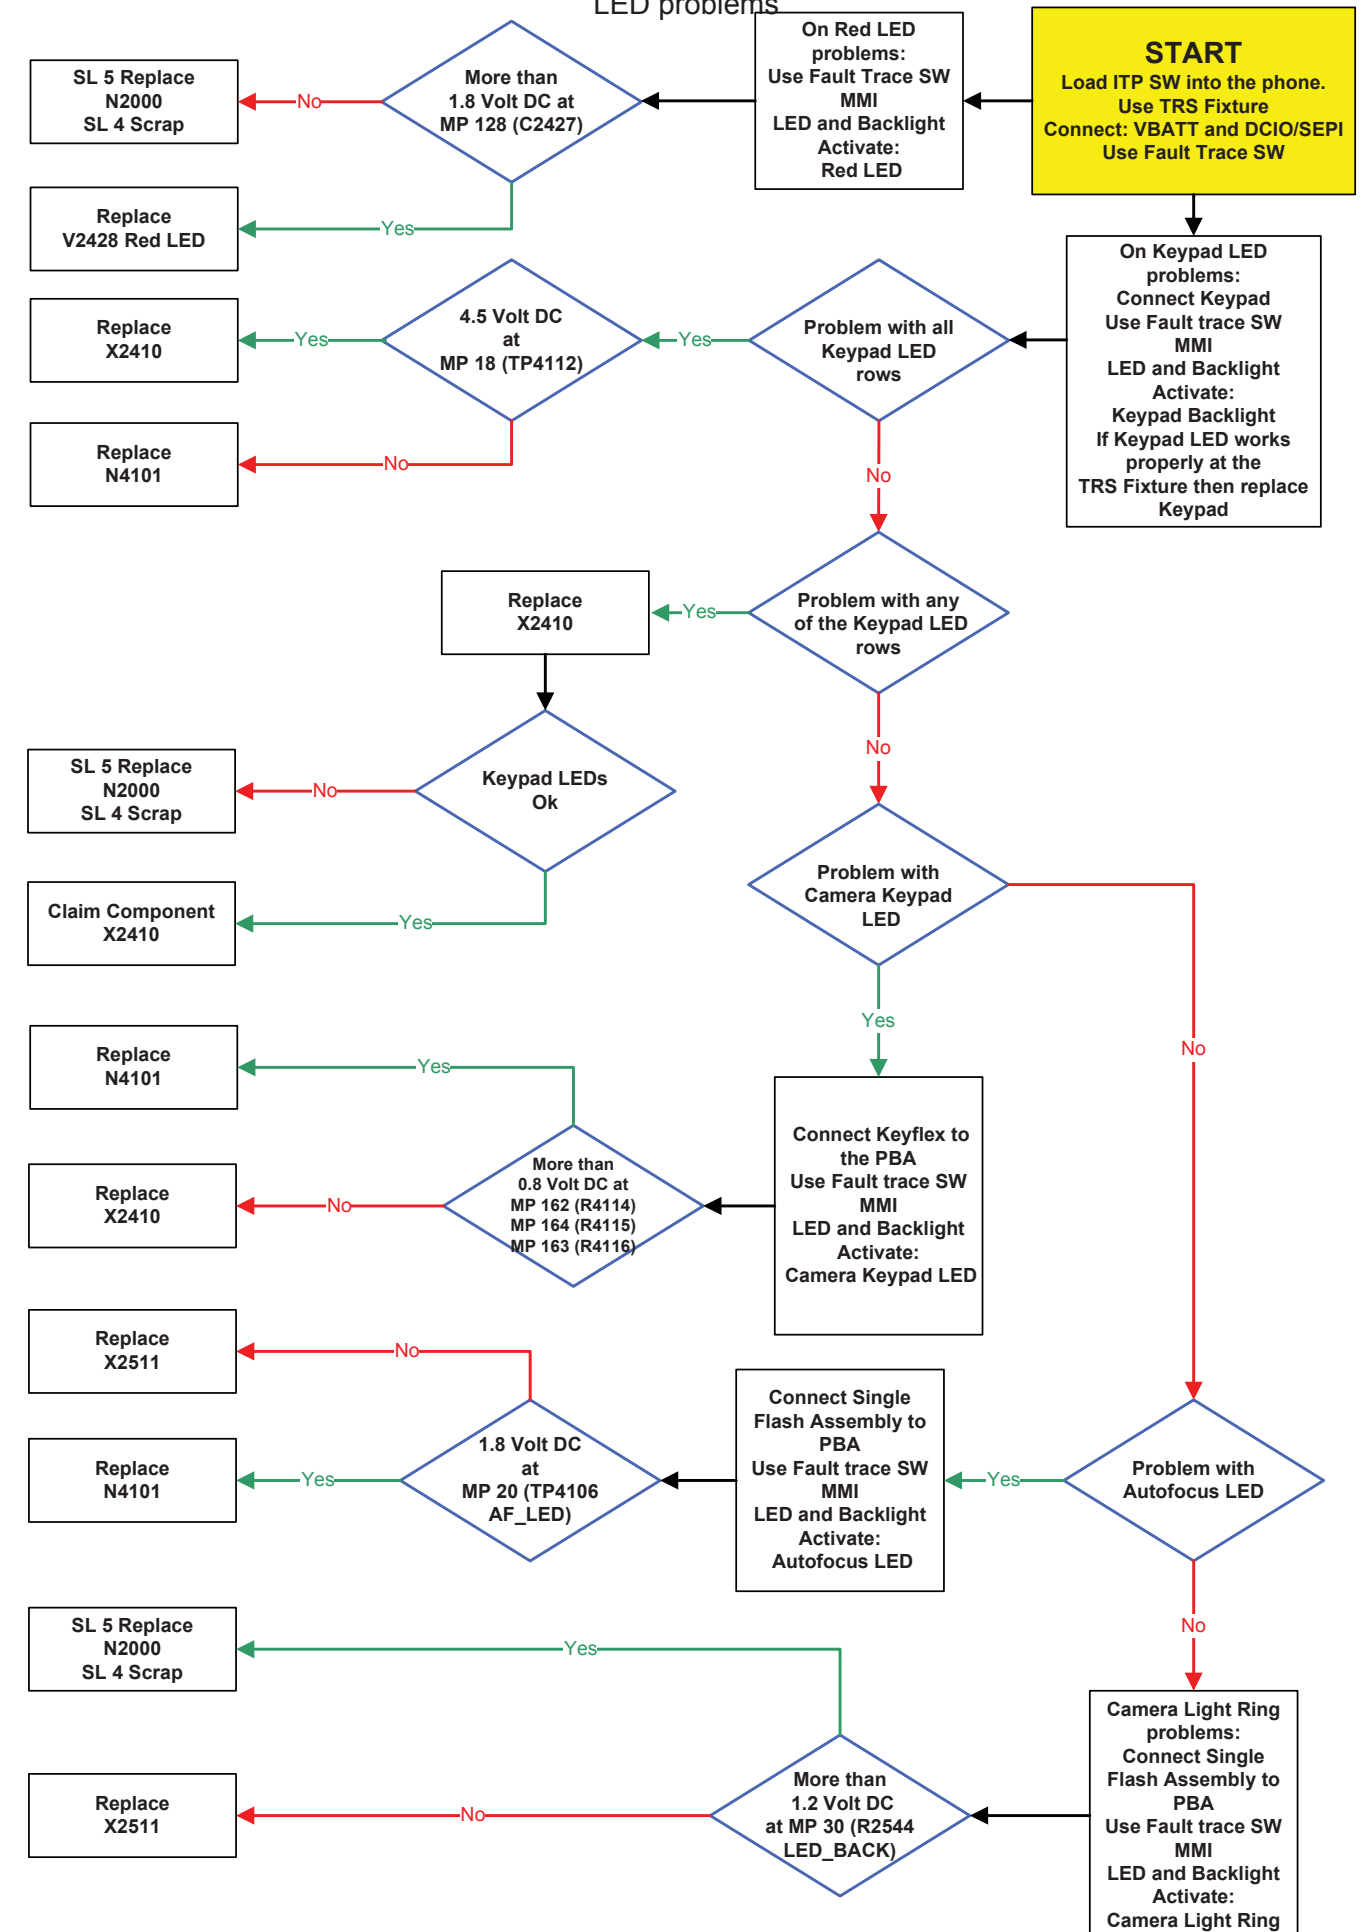 LED problems
START
Load ITP SW into the phone.
Use TRS Fixture
Connect: VBATT and DCIO/SEPI
Use Fault Trace SW
On Red LED
problems:
Use Fault Trace SW
MMI
LED and Backlight
Activate:
Red LED
More than
1.8 Volt DC at
MP 128 (C2427)
No
SL 5 Replace
N2000
SL 4 Scrap
Yes
Replace
V2428 Red LED
On Keypad LED
problems:
Connect Keypad
Use Fault trace SW
MMI
LED and Backlight
Activate:
Keypad Backlight
If Keypad LED works
properly at the
TRS Fixture then replace
Keypad
Problem with all
Keypad LED
rows
Yes
4.5 Volt DC
at
MP 18 (TP4112)
Yes
Replace
X2410
No
Replace
N4101
No
Problem with any
of the Keypad LED
rows
Yes
Replace
X2410
Keypad LEDs
Ok
No
SL 5 Replace
N2000
SL 4 Scrap
Yes
Claim Component
X2410
No
Problem with
Camera Keypad
LED
Yes
Connect Keyflex to
the PBA
Use Fault trace SW
MMI
LED and Backlight
Activate:
Camera Keypad LED
More than
0.8 Volt DC at
MP 162 (R4114)
MP 164 (R4115)
MP 163 (R4116)
Yes
Replace
N4101
No
Replace
X2410
No
Problem with
Autofocus LED
Yes
Connect Single
Flash Assembly to
PBA
Use Fault trace SW
MMI
LED and Backlight
Activate:
Autofocus LED
1.8 Volt DC
at
MP 20 (TP4106
AF_LED)
No
Replace
X2511
Yes
Replace
N4101
No
Camera Light Ring
problems:
Connect Single
Flash Assembly to
PBA
Use Fault trace SW
MMI
LED and Backlight
Activate:
Camera Light Ring
More than
1.2 Volt DC
at MP 30 (R2544
LED_BACK)
Yes
SL 5 Replace
N2000
SL 4 Scrap
No
Replace
X2511